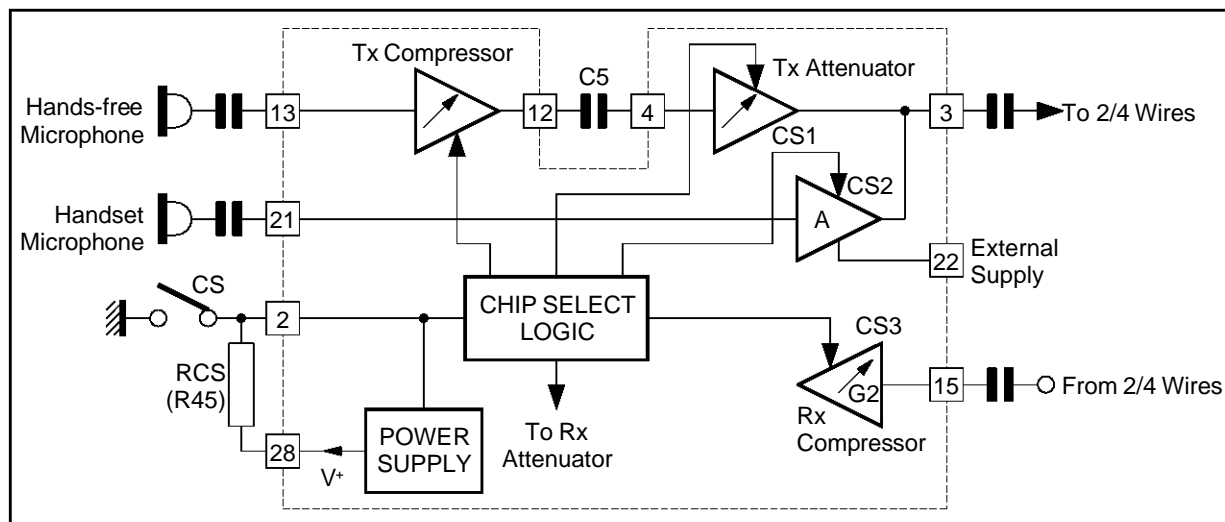 Tx Compressor
C5
Tx Attenuator
Hands-free
Microphone
13
12
4
3
To 2/4 Wires
CS1
CS2
Handset
Microphone
21
A
22
External
Supply
CS
2
CHIP SELECT
LOGIC
CS3
RCS
(R45)
G2
15
From 2/4 Wires
Rx
Compressor
28
V+
POWER
SUPPLY
To Rx
Attenuator